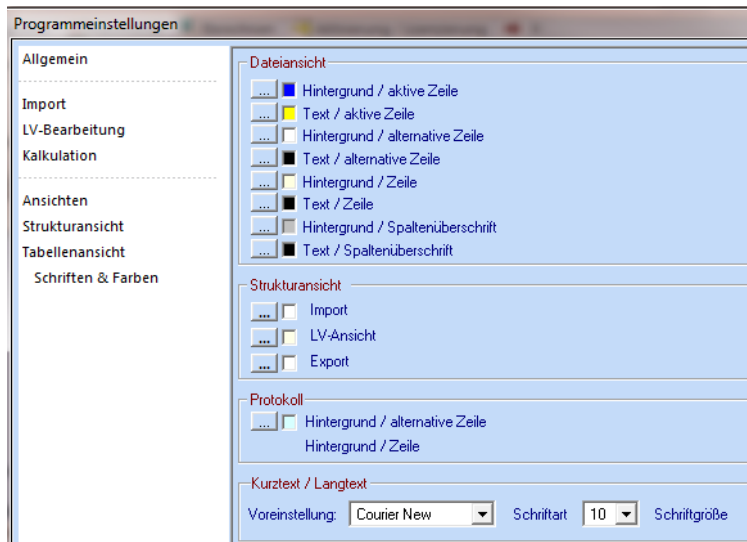 Programmeinstellungen
Allgemein
Import
LV-Bearbeitung
Kalkulation
Ansichten
Strukturansicht
Tabellenansicht
Schriften & Farben
Dateiansicht
... Hintergrund / aktive Zeile
... Text / aktive Zeile
... Hintergrund / alternative Zeile
... Text / alternative Zeile
... Hintergrund / Zeile
... Text / Zeile
... Hintergrund / Spaltenüberschrift
... Text / Spaltenüberschrift
Strukturansicht
... Import
... LV-Ansicht
... Export
Protokoll
... Hintergrund / alternative Zeile
Hintergrund / Zeile
Kurztext / Langtext
Voreinstellung: Courier New Schriftart 10 Schriftgröße